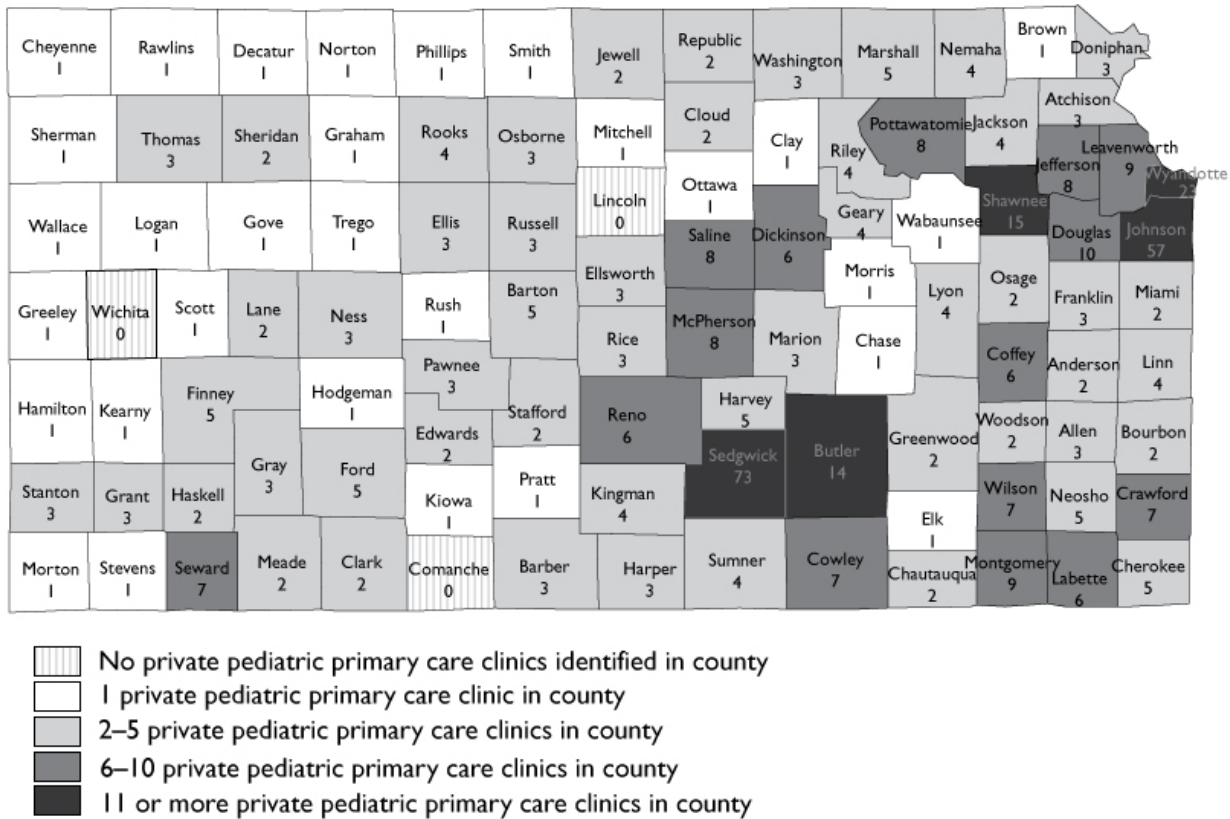 Cheyenne
1
Rawlins
1
Decatur
1
Norton
1
Phillips
1
Smith
1
Jewell
2
Republic
2
Washington
3
Marshall
5
Nemaha
4
Brown
1
Doniphan
3
Sherman
1
Thomas
3
Sheridan
2
Graham
1
Rooks
4
Osborne
3
Mitchell
1
Cloud
2
Clay
1
Riley
4
Pottawatomie
8
Jackson
4
Atchison
3
Jefferson
8
Leavenworth
9
Wyandotte
23
Wallace
1
Logan
1
Gove
1
Trego
1
Ellis
3
Russell
3
Lincoln
0
Ottawa
1
Saline
8
Dickinson
6
Geary
4
Wabaunsee
1
Shawnee
15
Douglas
10
Johnson
57
Greeley
1
Wichita
0
Scott
1
Lane
2
Ness
3
Rush
1
Barton
5
Ellsworth
3
Rice
3
McPherson
8
Marion
3
Morris
1
Chase
1
Lyon
4
Osage
2
Franklin
3
Miami
2
Hamilton
1
Kearny
1
Finney
5
Hodgeman
1
Pawnee
3
Edwards
2
Stafford
2
Reno
6
Harvey
5
Sedgwick
73
Butler
14
Greenwood
2
Coffey
6
Anderson
2
Linn
4
Woodson
2
Allen
3
Bourbon
2
Stanton
3
Grant
3
Haskell
2
Gray
3
Ford
5
Kiowa
1
Pratt
1
Kingman
4
Elk
1
Wilson
7
Neosho
5
Crawford
7
Morton
1
Stevens
1
Seward
7
Meade
2
Clark
2
Comanche
0
Barber
3
Harper
3
Sumner
4
Cowley
7
Chautauqua
2
Montgomery
9
Labette
6
Cherokee
5
No private pediatric primary care clinics identified in county
1 private pediatric primary care clinic in county
2–5 private pediatric primary care clinics in county
6–10 private pediatric primary care clinics in county
11 or more private pediatric primary care clinics in county